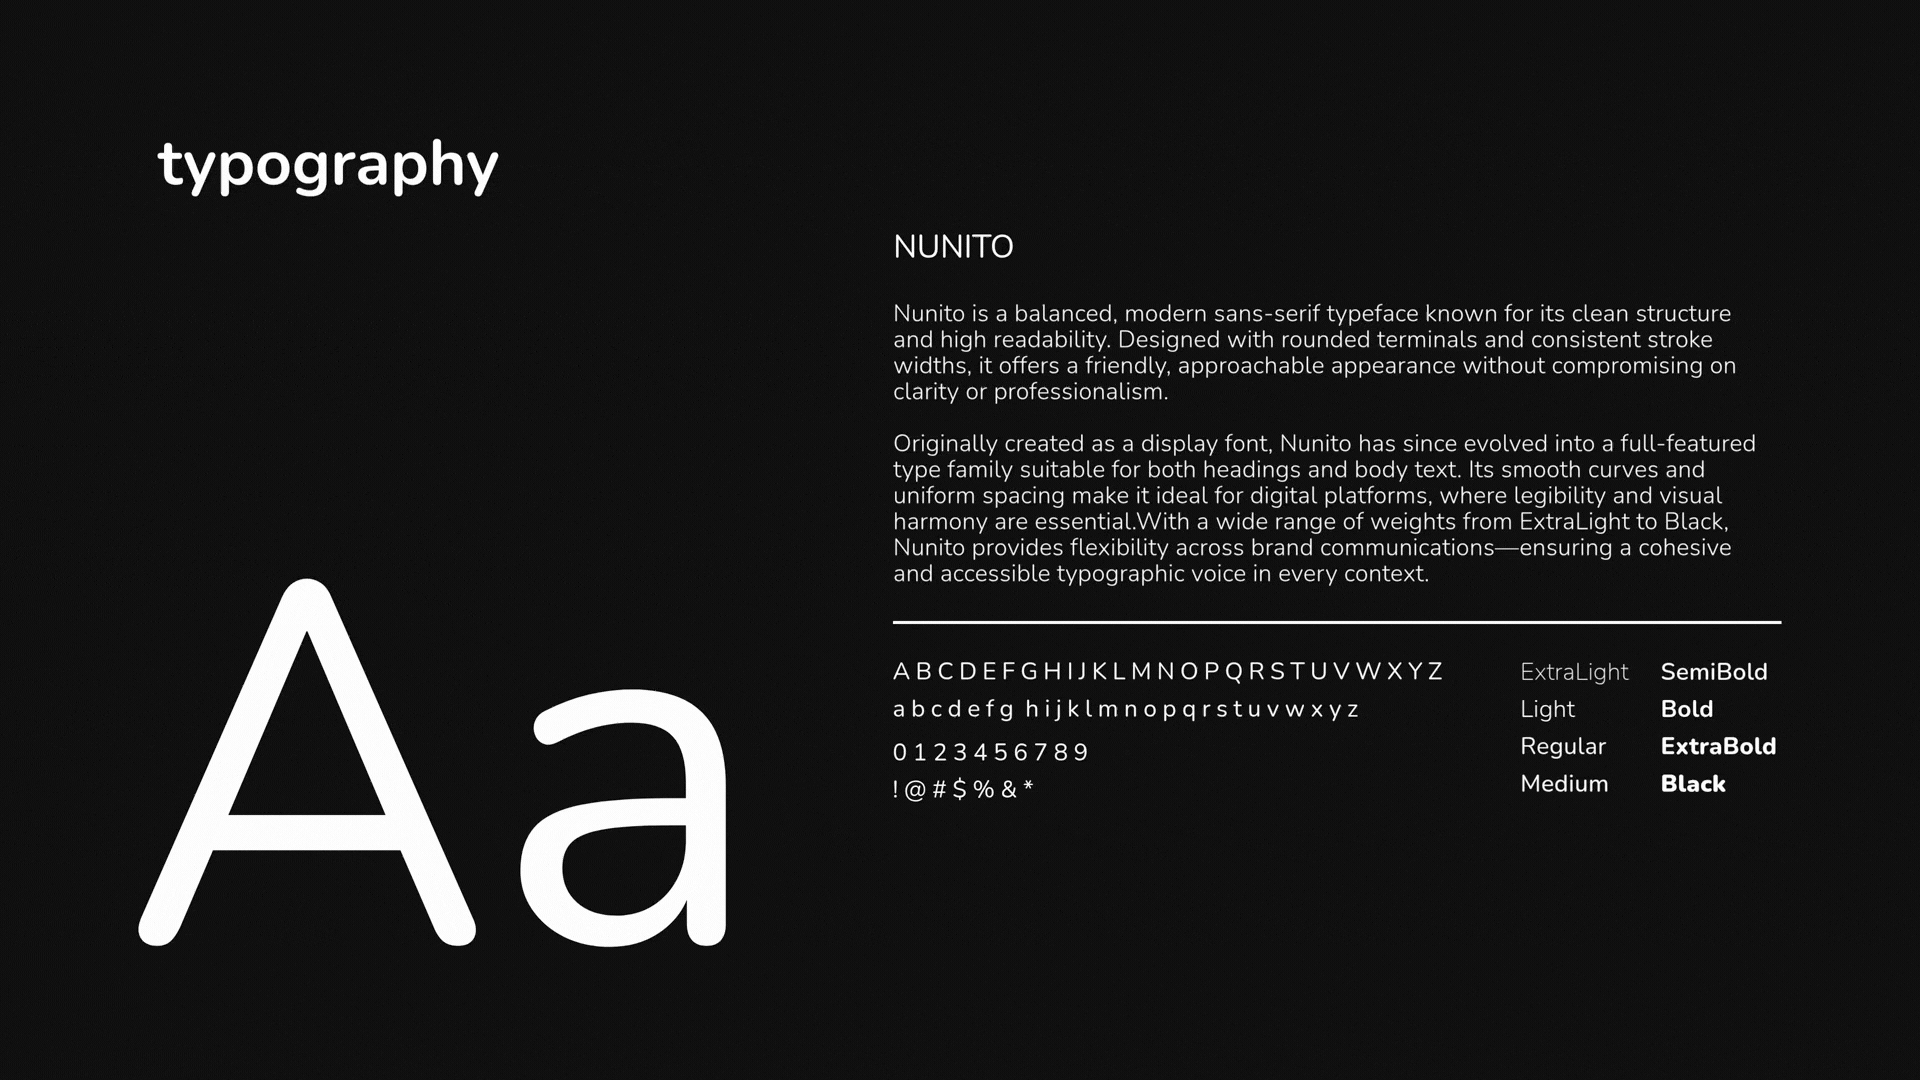 typography
NUNITO
Nunito is a balanced, modern sans-serif typeface known for its clean structure
and high readability. Designed with rounded terminals and consistent stroke
widths, it offers a friendly, approachable appearance without compromising on
clarity or professionalism.
Originally created as a display font, Nunito has since evolved into a full-featured
type family suitable for both headings and body text. Its smooth curves and
uniform spacing make it ideal for digital platforms, where legibility and visual
harmony are essential.With a wide range of weights from ExtraLight to Black,
Nunito provides flexibility across brand communications—ensuring a cohesive
and accessible typographic voice in every context.
Aa
A B C D E F G H I J K L M N O P Q R S T U V W X Y Z
a b c d e f g h i j k l m n o p q r s t u v w x y z
0 1 2 3 4 5 6 7 8 9
! @ # $ % & *
ExtraLight
Light
Regular
Medium
SemiBold
Bold
ExtraBold
Black